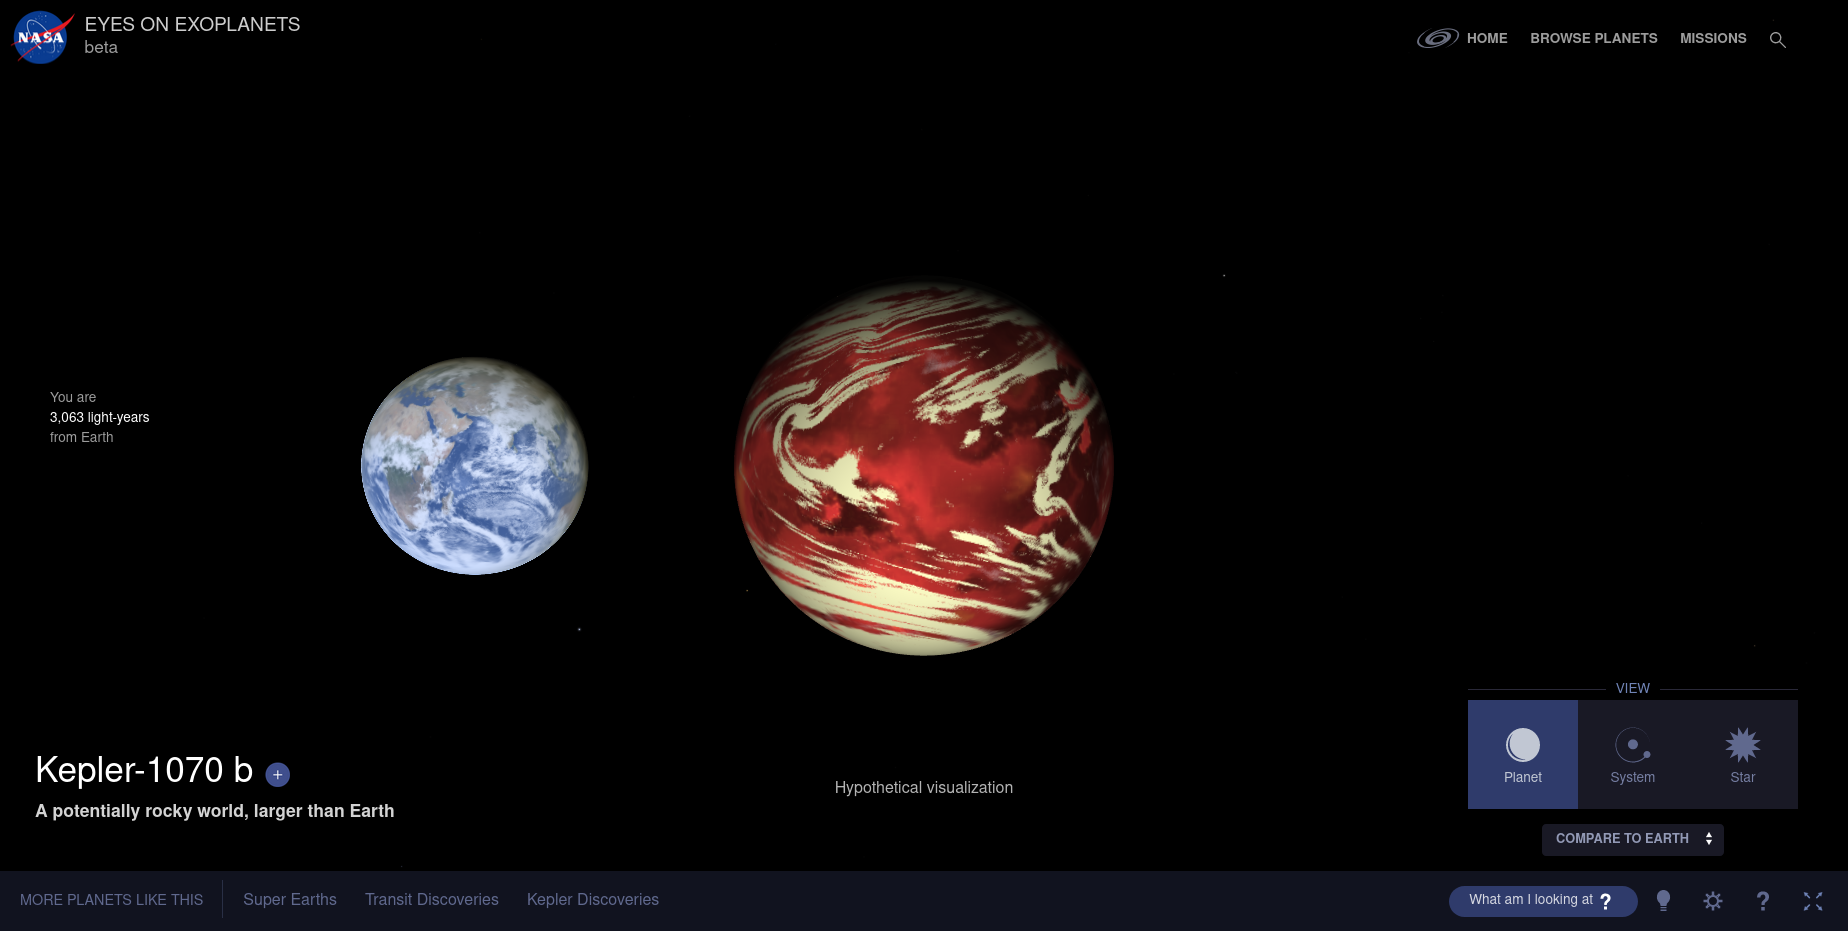 NASA
EYES ON EXOPLANETS
beta
HOME
BROWSE PLANETS
MISSIONS
You are
3,063 light-years
from Earth
VIEW
Planet
System
Star
COMPARE TO EARTH
Kepler-1070 b +
A potentially rocky world, larger than Earth
Hypothetical visualization
MORE PLANETS LIKE THIS
Super Earths
Transit Discoveries
Kepler Discoveries
What am I looking at ?
?